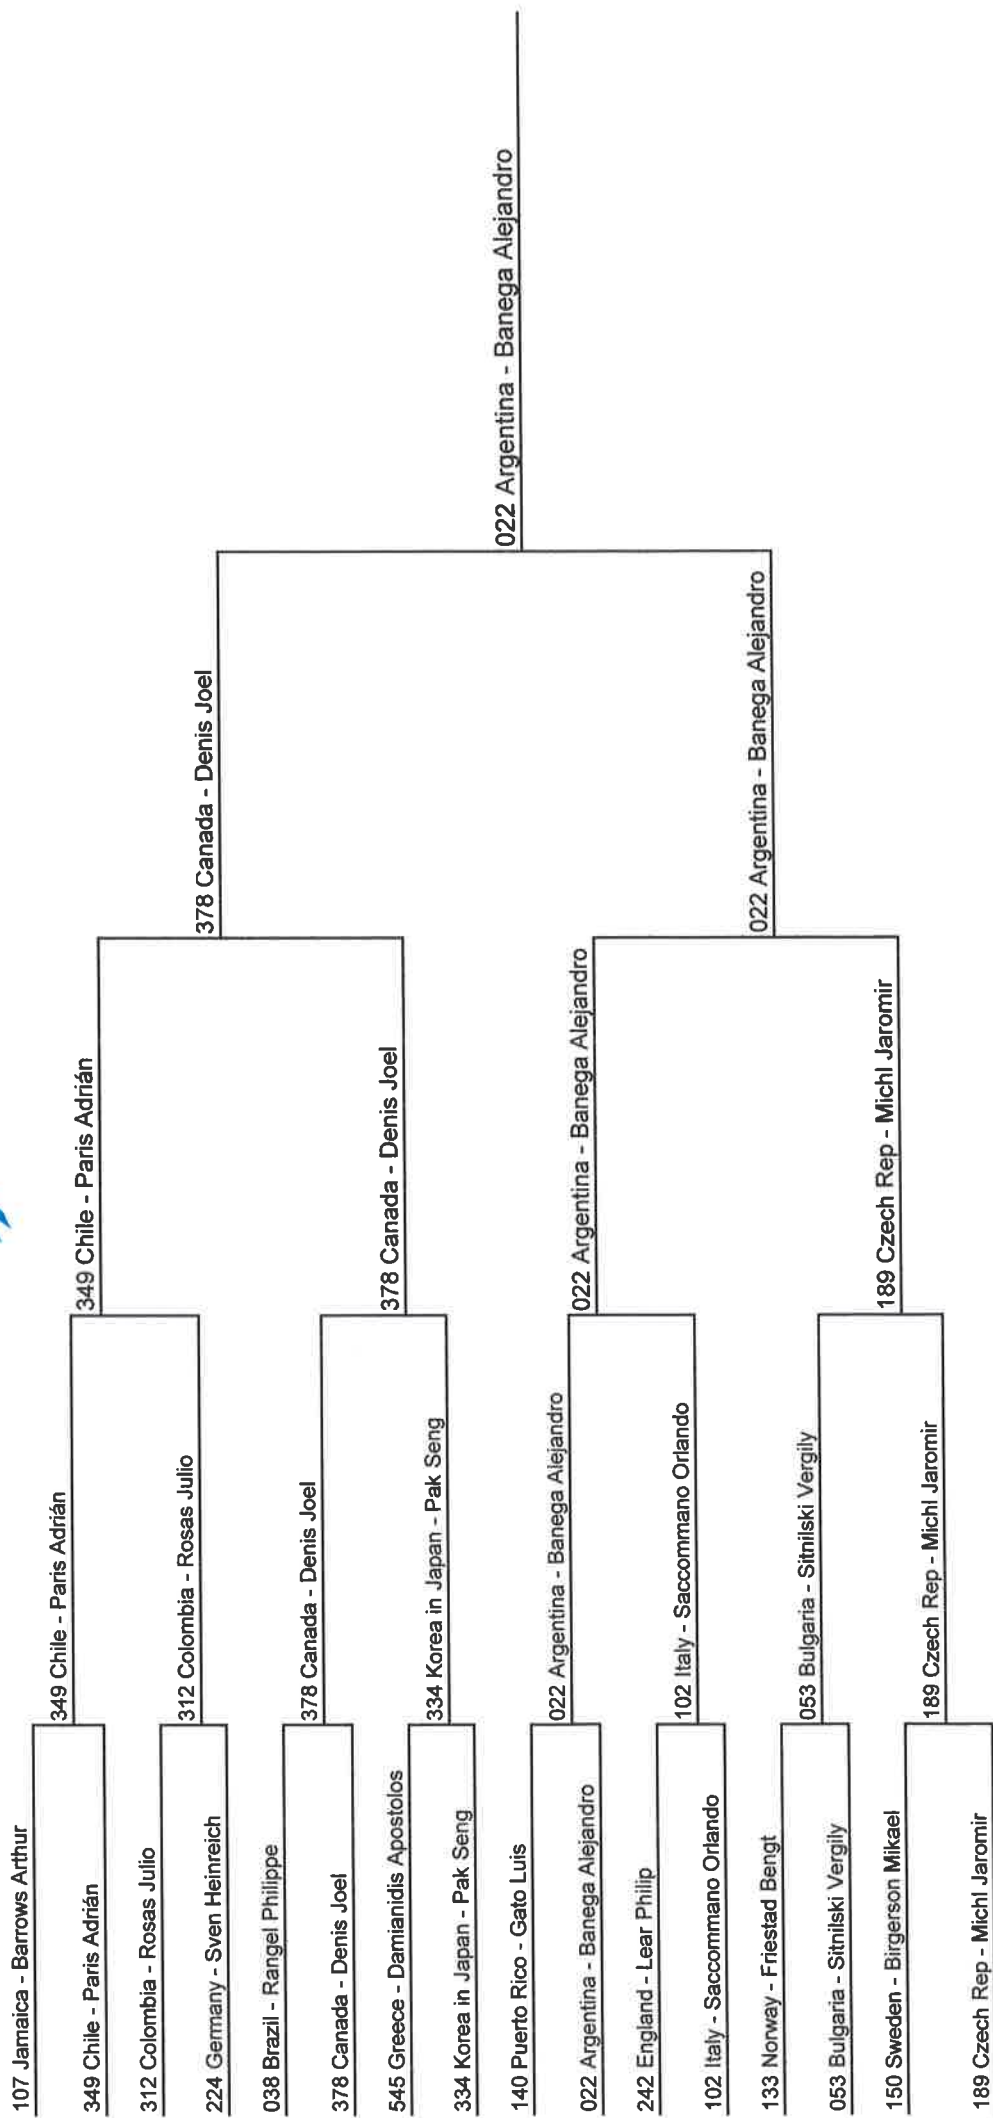 107 Jamaica - Barrows Arthur
349 Chile - Paris Adrián
312 Colombia - Rosas Julio
224 Germany - Sven Heinreich
038 Brazil - Rangel Philippe
378 Canada - Denis Joel
545 Greece - Damianidis Apostolos
334 Korea in Japan - Pak Seng
140 Puerto Rico - Gato Luis
022 Argentina - Banega Alejandro
242 England - Lear Philip
102 Italy - Saccommano Orlando
133 Norway - Friestad Bengt
053 Bulgaria - Sitnilski Vergily
150 Sweden - Birgerson Mikael
189 Czech Rep - Michl Jaromir
349 Chile - Paris Adrián
312 Colombia - Rosas Julio
378 Canada - Denis Joel
334 Korea in Japan - Pak Seng
022 Argentina - Banega Alejandro
102 Italy - Saccommano Orlando
053 Bulgaria - Sitnilski Vergily
189 Czech Rep - Michl Jaromir
349 Chile - Paris Adrián
378 Canada - Denis Joel
022 Argentina - Banega Alejandro
189 Czech Rep - Michl Jaromir
378 Canada - Denis Joel
022 Argentina - Banega Alejandro
022 Argentina - Banega Alejandro